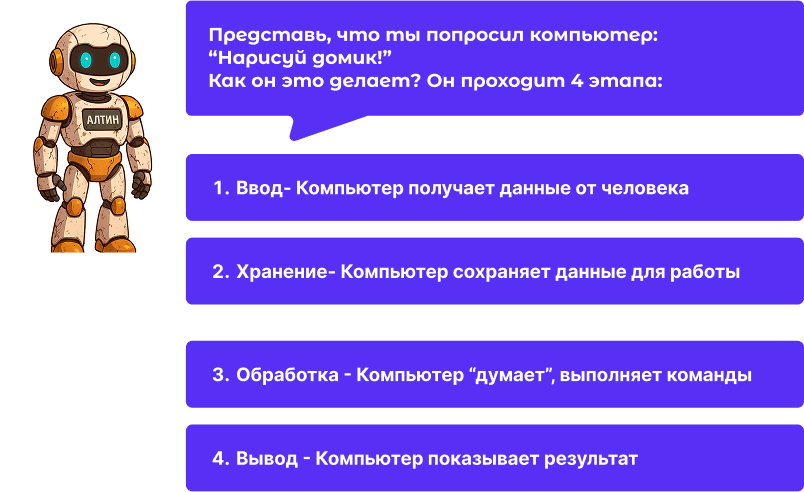 Представь, что ты попросил компьютер:
“Нарисуй домик!”
Как он это делает? Он проходит 4 этапа:
АЛТИН
1. Ввод- Компьютер получает данные от человека
2. Хранение- Компьютер сохраняет данные для работы
3. Обработка - Компьютер “думает”, выполняет команды
4. Вывод - Компьютер показывает результат